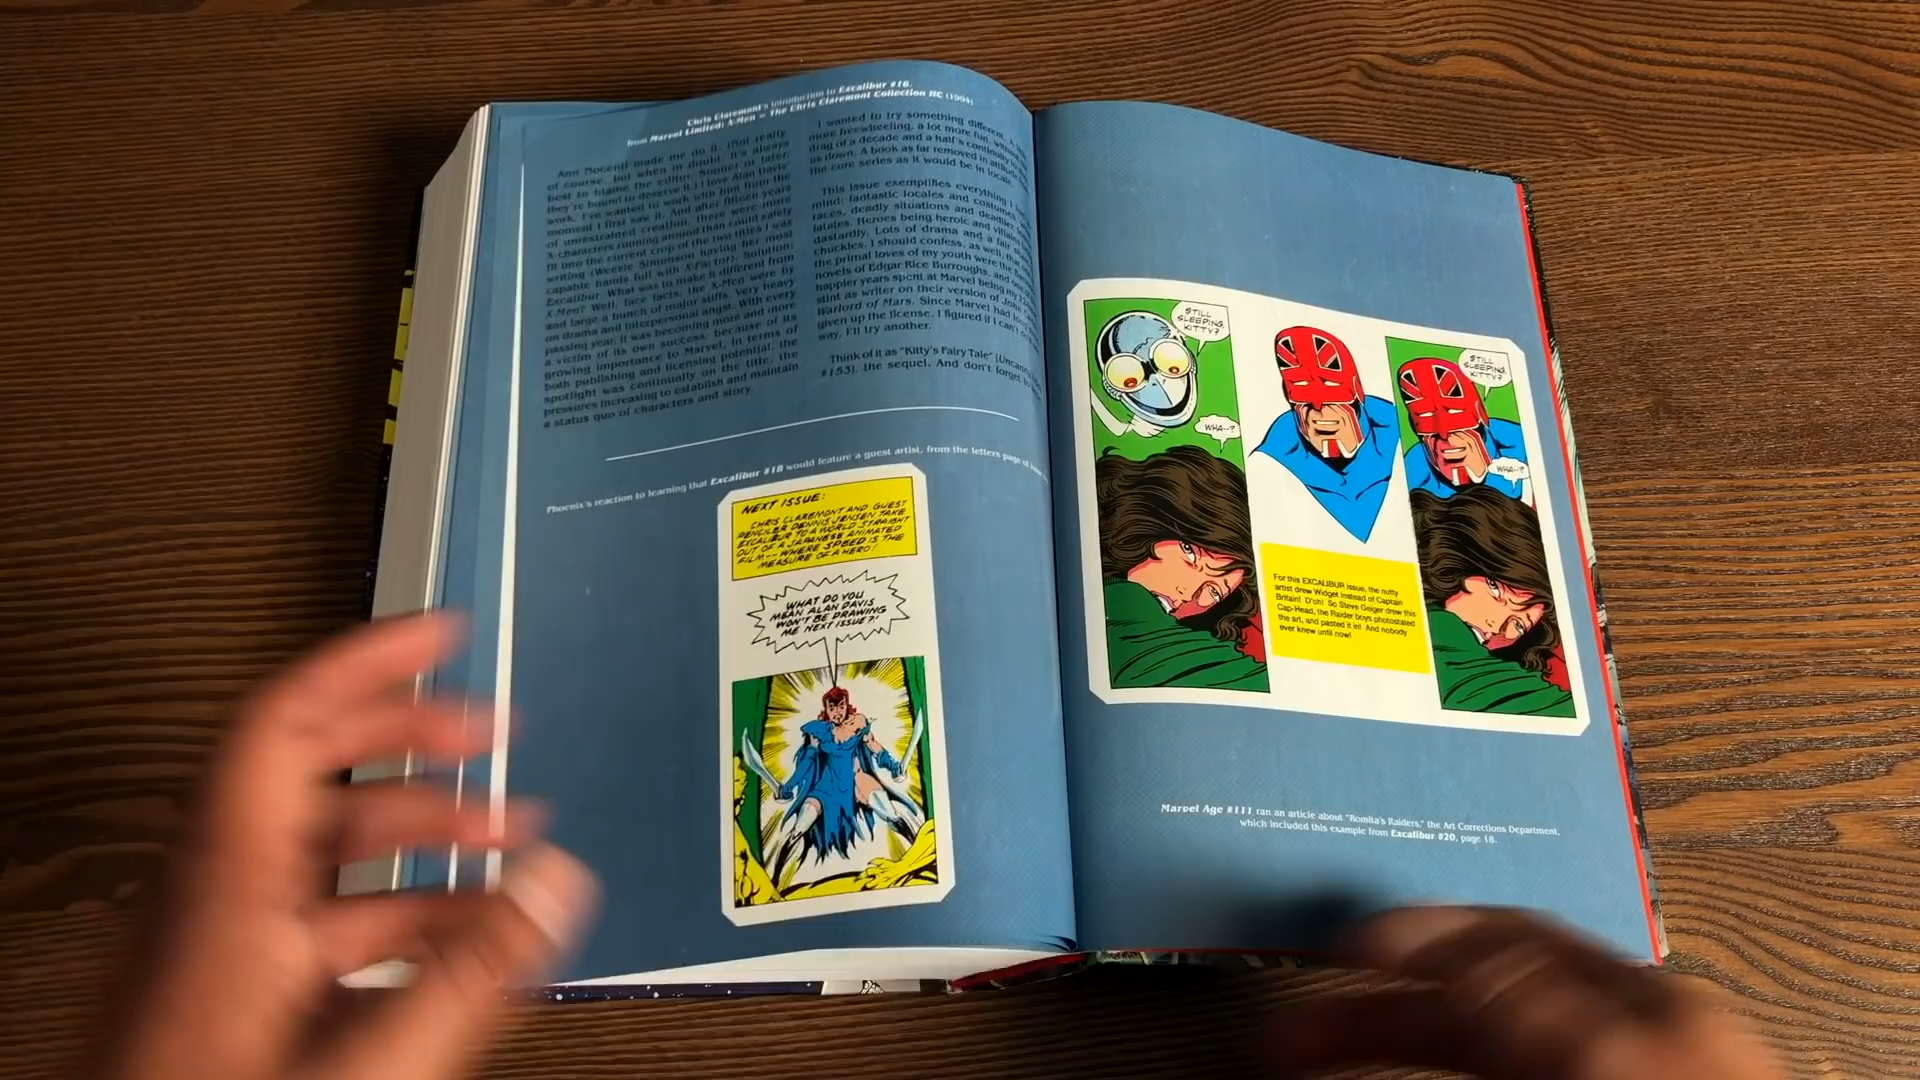 Chris Claremont's introduction to Excalibur #16,
from Marvel Limited: X-Men – The Chris Claremont Collection HC (1994)
Ann Nocenti made me do it. (Not really,
of course, but when in doubt, it's always
best to blame the editor. Sooner or later,
they're bound to deserve it.) I love Alan Davis'
work. I've wanted to work with him from the
moment I first saw it. And after fifteen years
of unrestrained creation, there were more
X-characters running around than could safely
fit into the current crop of the two titles I was
writing (Weezie Simonson having her most
capable hands full with X-Factor). Solution:
Excalibur. What was to make it different from
X-Men? Well, face facts, the X-Men were by
and large a bunch of major stiffs. Very heavy
on drama and interpersonal angst. With every
passing year, it was becoming more and more
a victim of its own success, because of its
growing importance to Marvel, in terms of
both publishing and licensing potential, the
spotlight was continually on the title, the
pressures increasing to establish and maintain
a status quo of characters and story.
I wanted to try something different. A
more freewheeling, a lot more fun, without
drag of a decade and a half's continuity
us down. A book as far removed in attitude
the core series as it would be in locale.
This issue exemplifies everything I
mind: fantastic locales and costumes
races, deadly situations and deadlier
fatales. Heroes being heroic and villains
dastardly. Lots of drama and a fair
chuckles. I should confess, as well, that
the primal loves of my youth were the
novels of Edgar Rice Burroughs, and one
happier years spent at Marvel being my
stint as writer on their version of John
Warlord of Mars. Since Marvel had
given up the license, I figured if I can't
way, I'll try another.
Think of it as "Kitty's Fairy Tale" (Uncanny
#153), the sequel. And don't forget
Phoenix's reaction to learning that Excalibur #18 would feature a guest artist, from the letters page of
NEXT ISSUE:
CHRIS CLAREMONT AND GUEST
PENCILER DENNIS JENSEN TAKE
EXCALIBUR TO A WORLD STRAIGHT
OUT OF A JAPANESE ANIMATED
FILM -- WHERE SPEED IS THE
MEASURE OF A HERO!
WHAT DO YOU
MEAN ALAN DAVIS
WON'T BE DRAWING
ME NEXT ISSUE?!
STILL
SLEEPING,
KITTY?
WHA--?
STILL
SLEEPING,
KITTY?
WHA--?
For this EXCALIBUR issue, the nutty
artist drew Widget instead of Captain
Britain! D'oh! So Steve Geiger drew this
Cap-Head, the Raider boys photostated
the art, and pasted it in! And nobody
ever knew until now!
Marvel Age #111 ran an article about "Romita's Raiders," the Art Corrections Department,
which included this example from Excalibur #20, page 18.